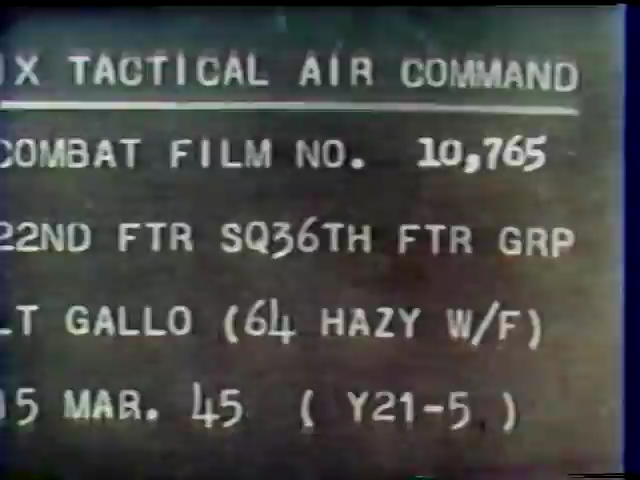 IX TACTICAL AIR COMMAND
COMBAT FILM NO. 10,765
22ND FTR SQ36TH FTR GRP
LT GALLO (64 HAZY W/F)
15 MAR. 45 ( Y21-5 )